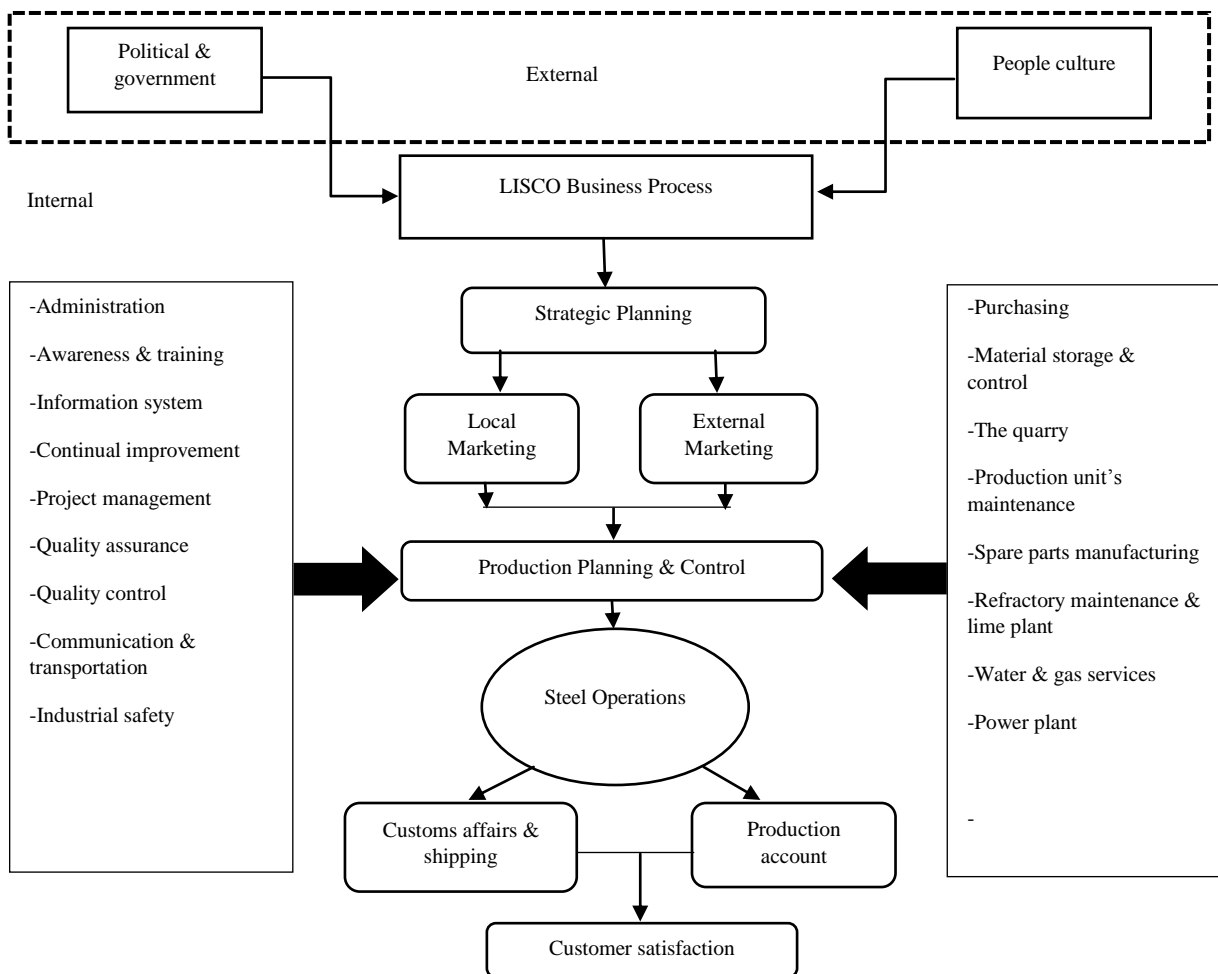 Political &
government
External
People culture
LISCO Business Process
Internal
-Administration
-Awareness & training
-Information system
-Continual improvement
-Project management
-Quality assurance
-Quality control
-Communication &
transportation
-Industrial safety
Strategic Planning
Local
Marketing
External
Marketing
Production Planning & Control
Steel Operations
Customs affairs &
shipping
Production
account
Customer satisfaction
-Purchasing
-Material storage &
control
-The quarry
-Production unit’s
maintenance
-Spare parts manufacturing
-Refractory maintenance &
lime plant
-Water & gas services
-Power plant
-